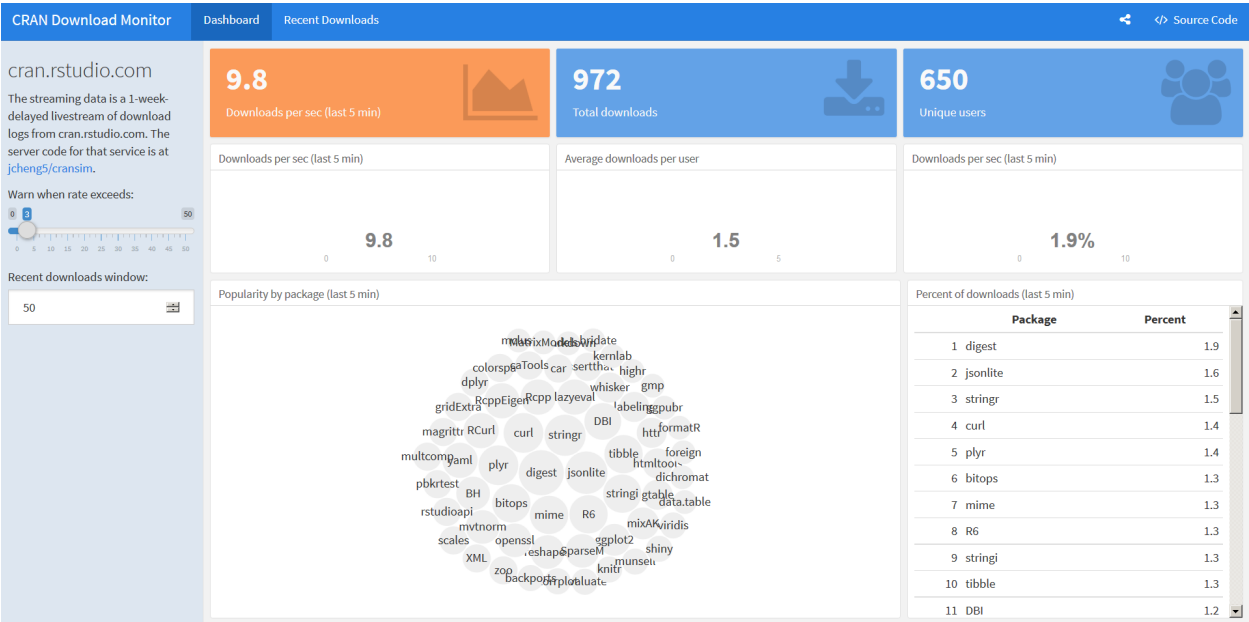 CRAN Download Monitor Dashboard Recent Downloads </> Source Code
cran.rstudio.com
The streaming data is a 1-week-
delayed livestream of download
logs from cran.rstudio.com. The
server code for that service is at
jcheng5/cransim.
Warn when rate exceeds:
0 3 50
0 5 10 15 20 25 30 35 40 45 50
Recent downloads window:
50
9.8
Downloads per sec (last 5 min)
972
Total downloads
650
Unique users
Downloads per sec (last 5 min)
9.8
0 10
Average downloads per user
1.5
0 5
Downloads per sec (last 5 min)
1.9%
0 10
Popularity by package (last 5 min)
kernlab
car highr
dplyr whisker gmp
Rcpp lazyeval
gridExtra labeling ggpubr
DBI
magrittr RCurl curl stringr httr formatR
multcomp yaml plyr tibble foreign
digest jsonlite dichromat
pbkrtest BH stringi gtable data.table
bitops
rstudioapi mime R6
mvtnorm mixAK viridis
scales openssl ggplot2
SparseM shiny
XML
zoo knitr
backports
Percent of downloads (last 5 min)
Package Percent
1 digest 1.9
2 jsonlite 1.6
3 stringr 1.5
4 curl 1.4
5 plyr 1.4
6 bitops 1.3
7 mime 1.3
8 R6 1.3
9 stringi 1.3
10 tibble 1.3
11 DBI 1.2